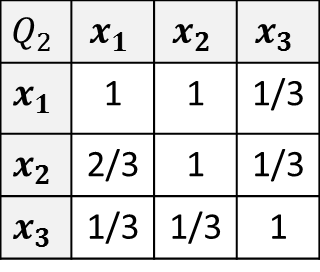 Q₂ x₁ x₂ x₃
x₁ 1 1 1/3
x₂ 2/3 1 1/3
x₃ 1/3 1/3 1